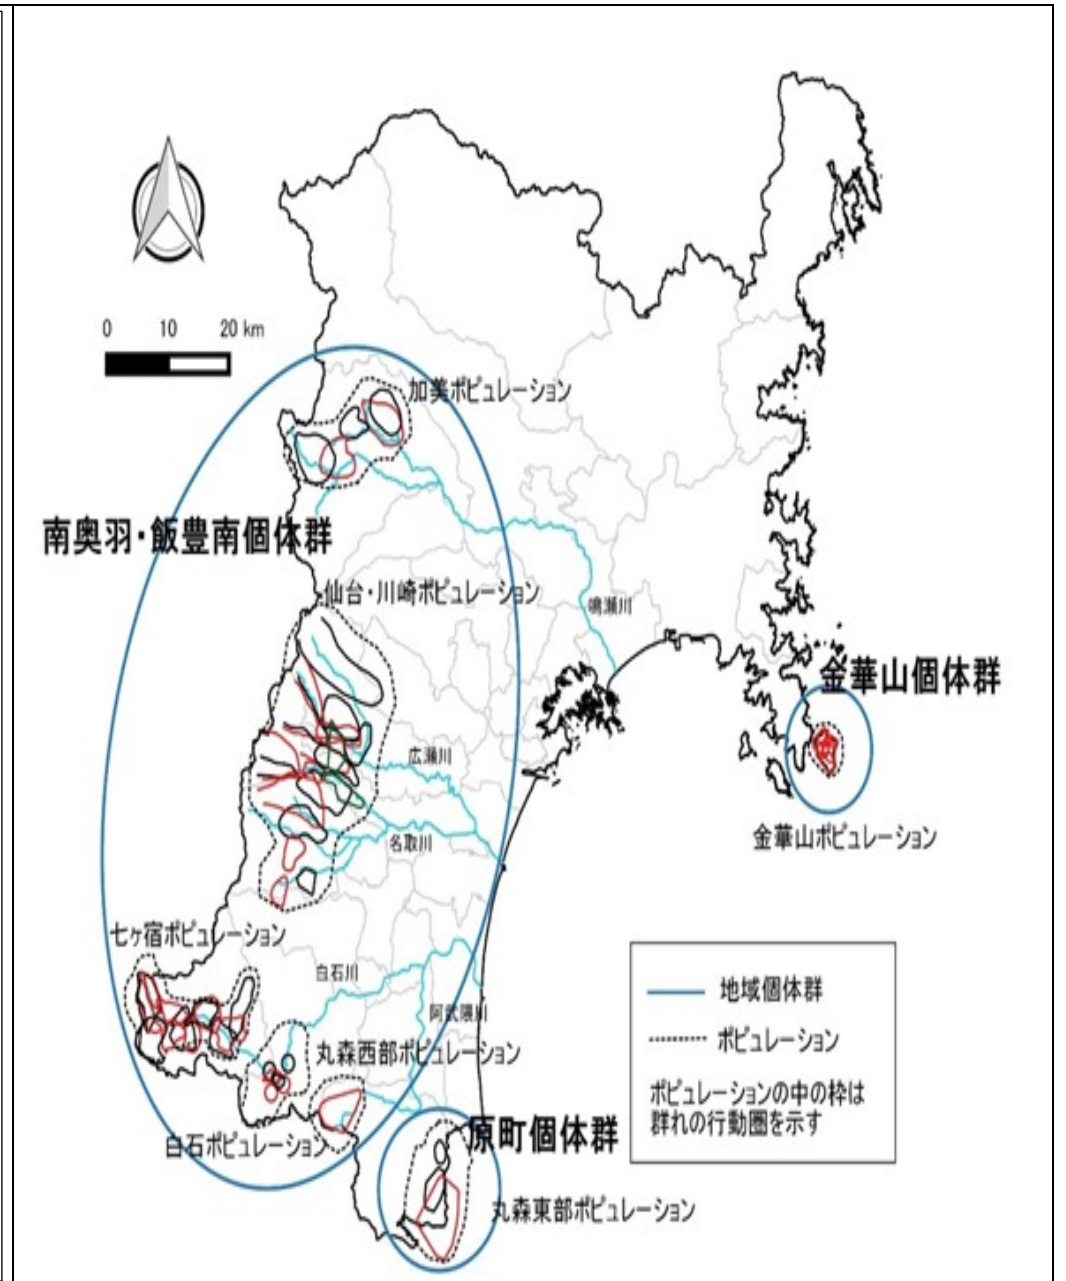 0 10 20 km
加美ポピュレーション
南奥羽・飯豊南個体群
仙台・川崎ポピュレーション
鳴瀬川
金華山個体群
広瀬川
金華山ポピュレーション
名取川
七ヶ宿ポピュレーション
白石川
地域個体群
阿武隈川
ポピュレーション
丸森西部ポピュレーション
ポピュレーションの中の枠は
群れの行動圏を示す
原町個体群
白石ポピュレーション
丸森東部ポピュレーション